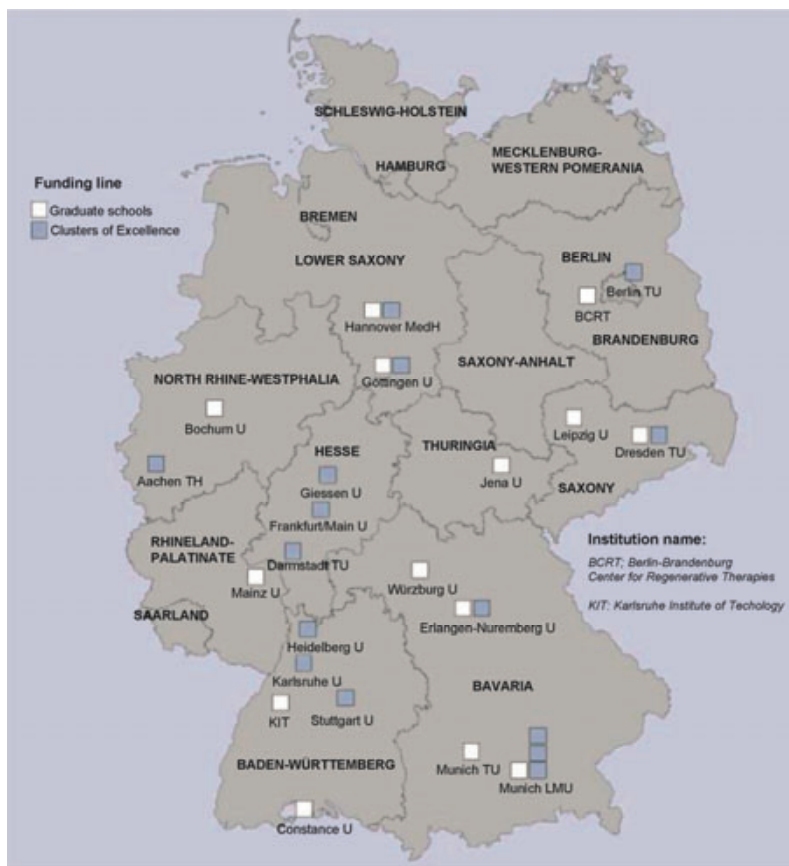 SCHLESWIG-HOLSTEIN
MECKLENBURG-
WESTERN POMERANIA
HAMBURG
Funding line
Graduate schools
Clusters of Excellence
BREMEN
LOWER SAXONY
BERLIN
Berlin TU
BCRT
BRANDENBURG
Hannover MedH
SAXONY-ANHALT
NORTH RHINE-WESTPHALIA
Göttingen U
Bochum U
Leipzig U
Dresden TU
HESSE
THURINGIA
Aachen TH
Giessen U
Jena U
SAXONY
Frankfurt/Main U
RHINELAND-
PALATINATE
Darmstadt TU
Mainz U
Institution name:
BCRT; Berlin-Brandenburg
Center for Regenerative Therapies
KIT: Karlsruhe Institute of Techology
Würzburg U
SAARLAND
Erlangen-Nuremberg U
Heidelberg U
Karlsruhe U
BAVARIA
KIT
Stuttgart U
BADEN-WÜRTTEMBERG
Munich TU
Munich LMU
Constance U